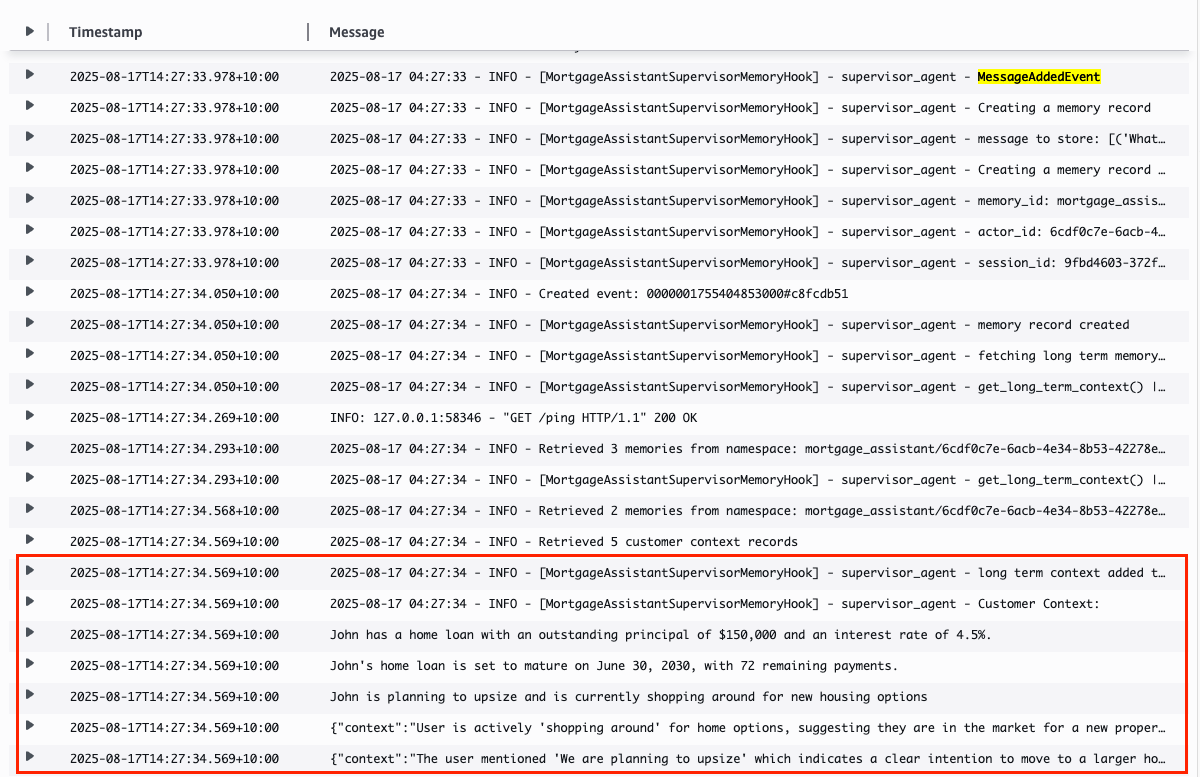 Timestamp Message
2025-08-17T14:27:33.978+10:00 2025-08-17 04:27:33 - INFO - [MortgageAssistantSupervisorMemoryHook] - supervisor_agent - MessageAddedEvent
2025-08-17T14:27:33.978+10:00 2025-08-17 04:27:33 - INFO - [MortgageAssistantSupervisorMemoryHook] - supervisor_agent - Creating a memory record
2025-08-17T14:27:33.978+10:00 2025-08-17 04:27:33 - INFO - [MortgageAssistantSupervisorMemoryHook] - supervisor_agent - message to store: [('What…
2025-08-17T14:27:33.978+10:00 2025-08-17 04:27:33 - INFO - [MortgageAssistantSupervisorMemoryHook] - supervisor_agent - Creating a memery record …
2025-08-17T14:27:33.978+10:00 2025-08-17 04:27:33 - INFO - [MortgageAssistantSupervisorMemoryHook] - supervisor_agent - memory_id: mortgage_assis…
2025-08-17T14:27:33.978+10:00 2025-08-17 04:27:33 - INFO - [MortgageAssistantSupervisorMemoryHook] - supervisor_agent - actor_id: 6cdf0c7e-6acb-4…
2025-08-17T14:27:33.978+10:00 2025-08-17 04:27:33 - INFO - [MortgageAssistantSupervisorMemoryHook] - supervisor_agent - session_id: 9fbd4603-372f…
2025-08-17T14:27:34.050+10:00 2025-08-17 04:27:34 - INFO - Created event: 0000001755404853000#c8fcdb51
2025-08-17T14:27:34.050+10:00 2025-08-17 04:27:34 - INFO - [MortgageAssistantSupervisorMemoryHook] - supervisor_agent - memory record created
2025-08-17T14:27:34.050+10:00 2025-08-17 04:27:34 - INFO - [MortgageAssistantSupervisorMemoryHook] - supervisor_agent - fetching long term memory…
2025-08-17T14:27:34.050+10:00 2025-08-17 04:27:34 - INFO - [MortgageAssistantSupervisorMemoryHook] - supervisor_agent - get_long_term_context() |…
2025-08-17T14:27:34.269+10:00 INFO: 127.0.0.1:58346 - "GET /ping HTTP/1.1" 200 OK
2025-08-17T14:27:34.293+10:00 2025-08-17 04:27:34 - INFO - Retrieved 3 memories from namespace: mortgage_assistant/6cdf0c7e-6acb-4e34-8b53-42278e…
2025-08-17T14:27:34.293+10:00 2025-08-17 04:27:34 - INFO - [MortgageAssistantSupervisorMemoryHook] - supervisor_agent - get_long_term_context() |…
2025-08-17T14:27:34.568+10:00 2025-08-17 04:27:34 - INFO - Retrieved 2 memories from namespace: mortgage_assistant/6cdf0c7e-6acb-4e34-8b53-42278e…
2025-08-17T14:27:34.569+10:00 2025-08-17 04:27:34 - INFO - Retrieved 5 customer context records
2025-08-17T14:27:34.569+10:00 2025-08-17 04:27:34 - INFO - [MortgageAssistantSupervisorMemoryHook] - supervisor_agent - long term context added t…
2025-08-17T14:27:34.569+10:00 2025-08-17 04:27:34 - INFO - [MortgageAssistantSupervisorMemoryHook] - supervisor_agent - Customer Context:
2025-08-17T14:27:34.569+10:00 John has a home loan with an outstanding principal of $150,000 and an interest rate of 4.5%.
2025-08-17T14:27:34.569+10:00 John's home loan is set to mature on June 30, 2030, with 72 remaining payments.
2025-08-17T14:27:34.569+10:00 John is planning to upsize and is currently shopping around for new housing options
2025-08-17T14:27:34.569+10:00 {"context":"User is actively 'shopping around' for home options, suggesting they are in the market for a new proper…
2025-08-17T14:27:34.569+10:00 {"context":"The user mentioned 'We are planning to upsize' which indicates a clear intention to move to a larger ho…